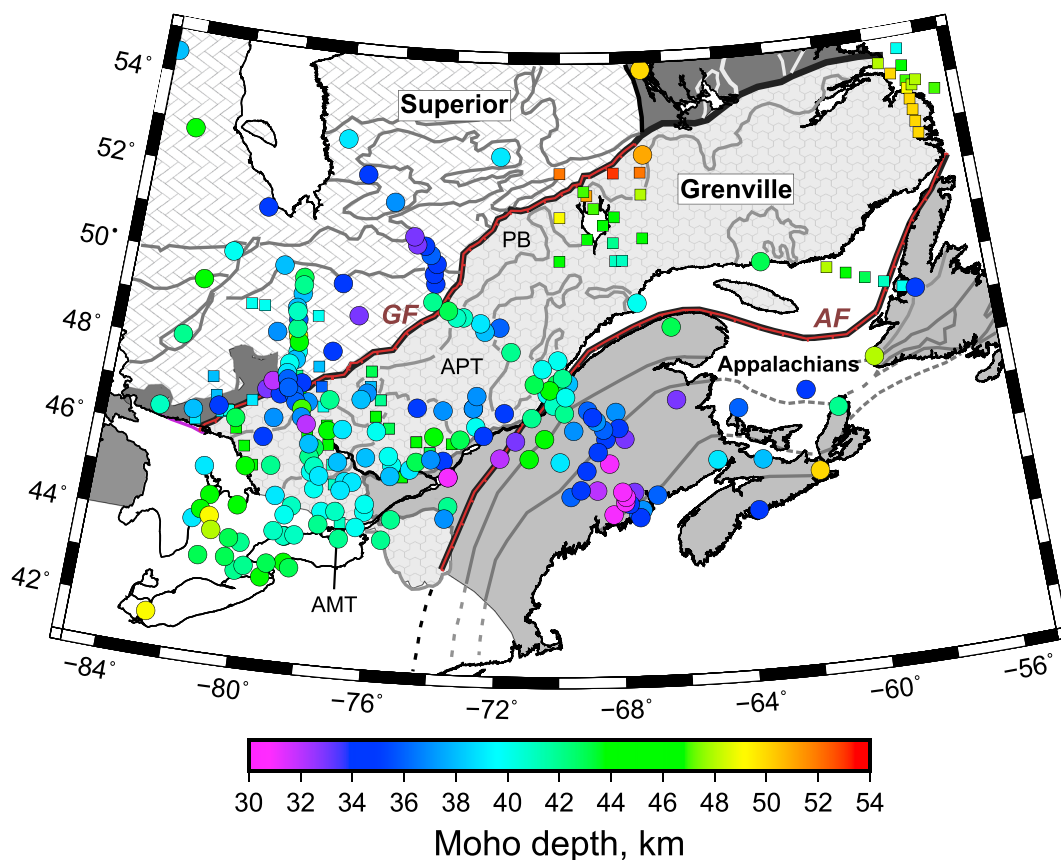 54°
52°
50°
48°
46°
44°
42°
Superior
Grenville
PB
GF
AF
APT
Appalachians
AMT
−84° −80° −76° −72° −68° −64° −60° −56°
30 32 34 36 38 40 42 44 46 48 50 52 54
Moho depth, km